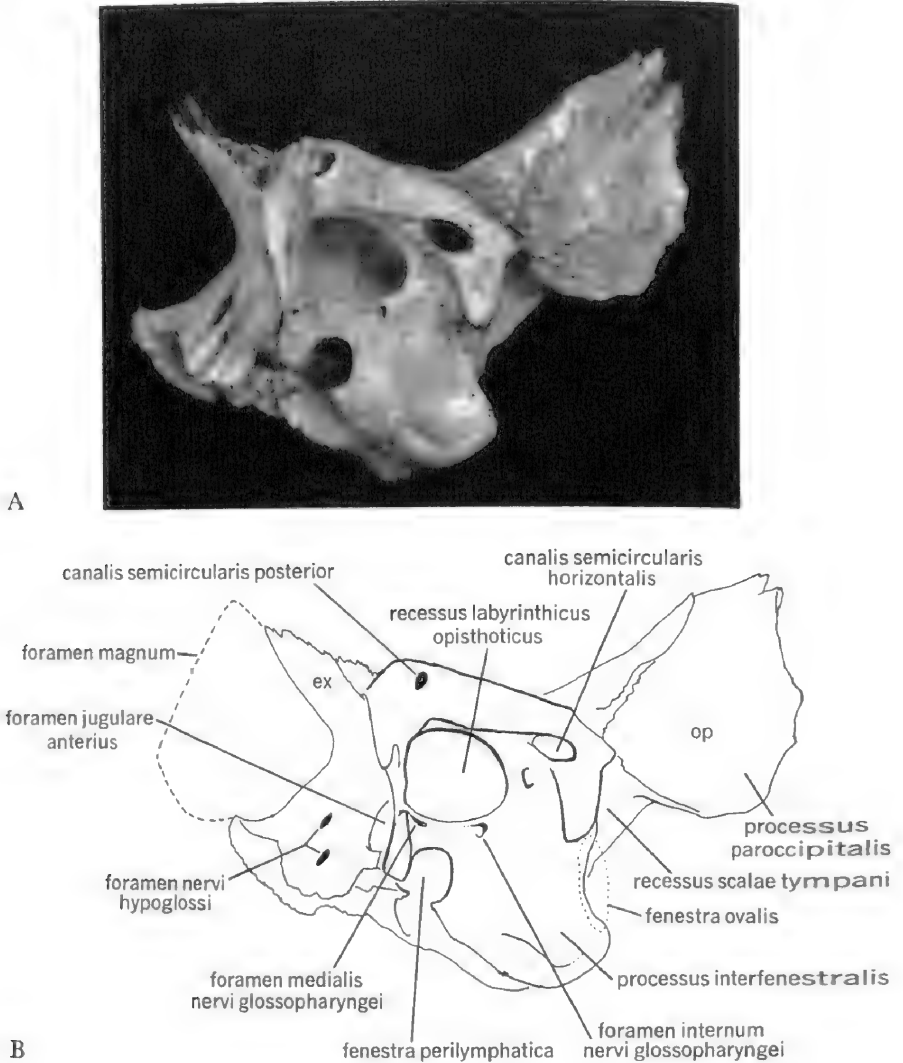 A
canalis semicircularis posterior
canalis semicircularis
horizontalis
recessus labyrinthicus
opisthoticus
foramen magnum
ex
foramen jugulare
anterius
op
processus
paroccipitalis
recessus scalae tympani
foramen nervi
hypoglossi
fenestra ovalis
processus interfenestralis
foramen medialis
nervi glossopharyngei
foramen internum
nervi glossopharyngei
fenestra perilymphatica
B